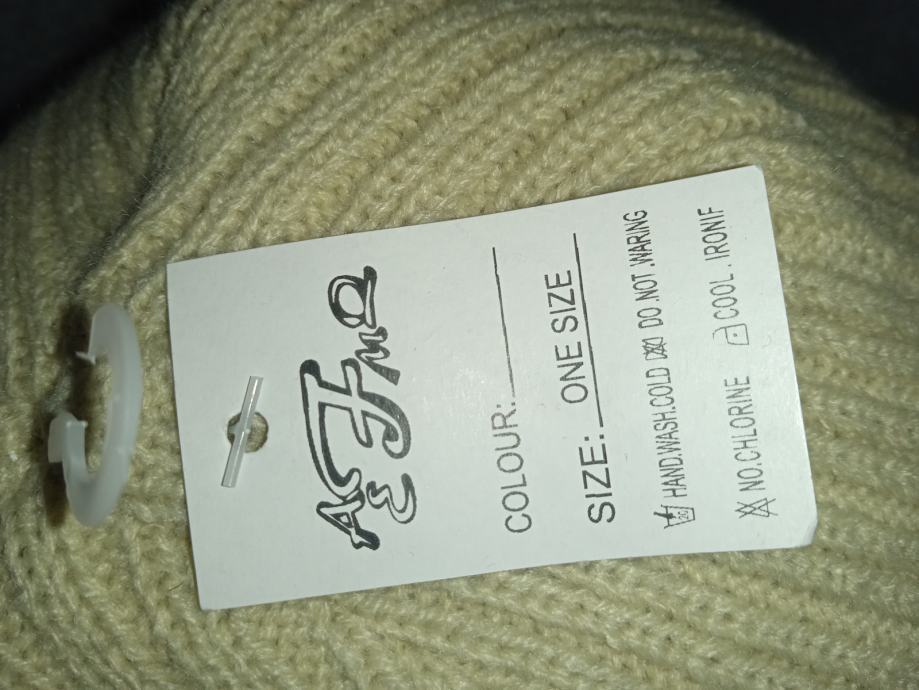 COLOUR:
SIZE: ONE SIZE
HAND.WASH.COLD DO.NOT.WARING
NO.CHLORINE COOL.IRONIF